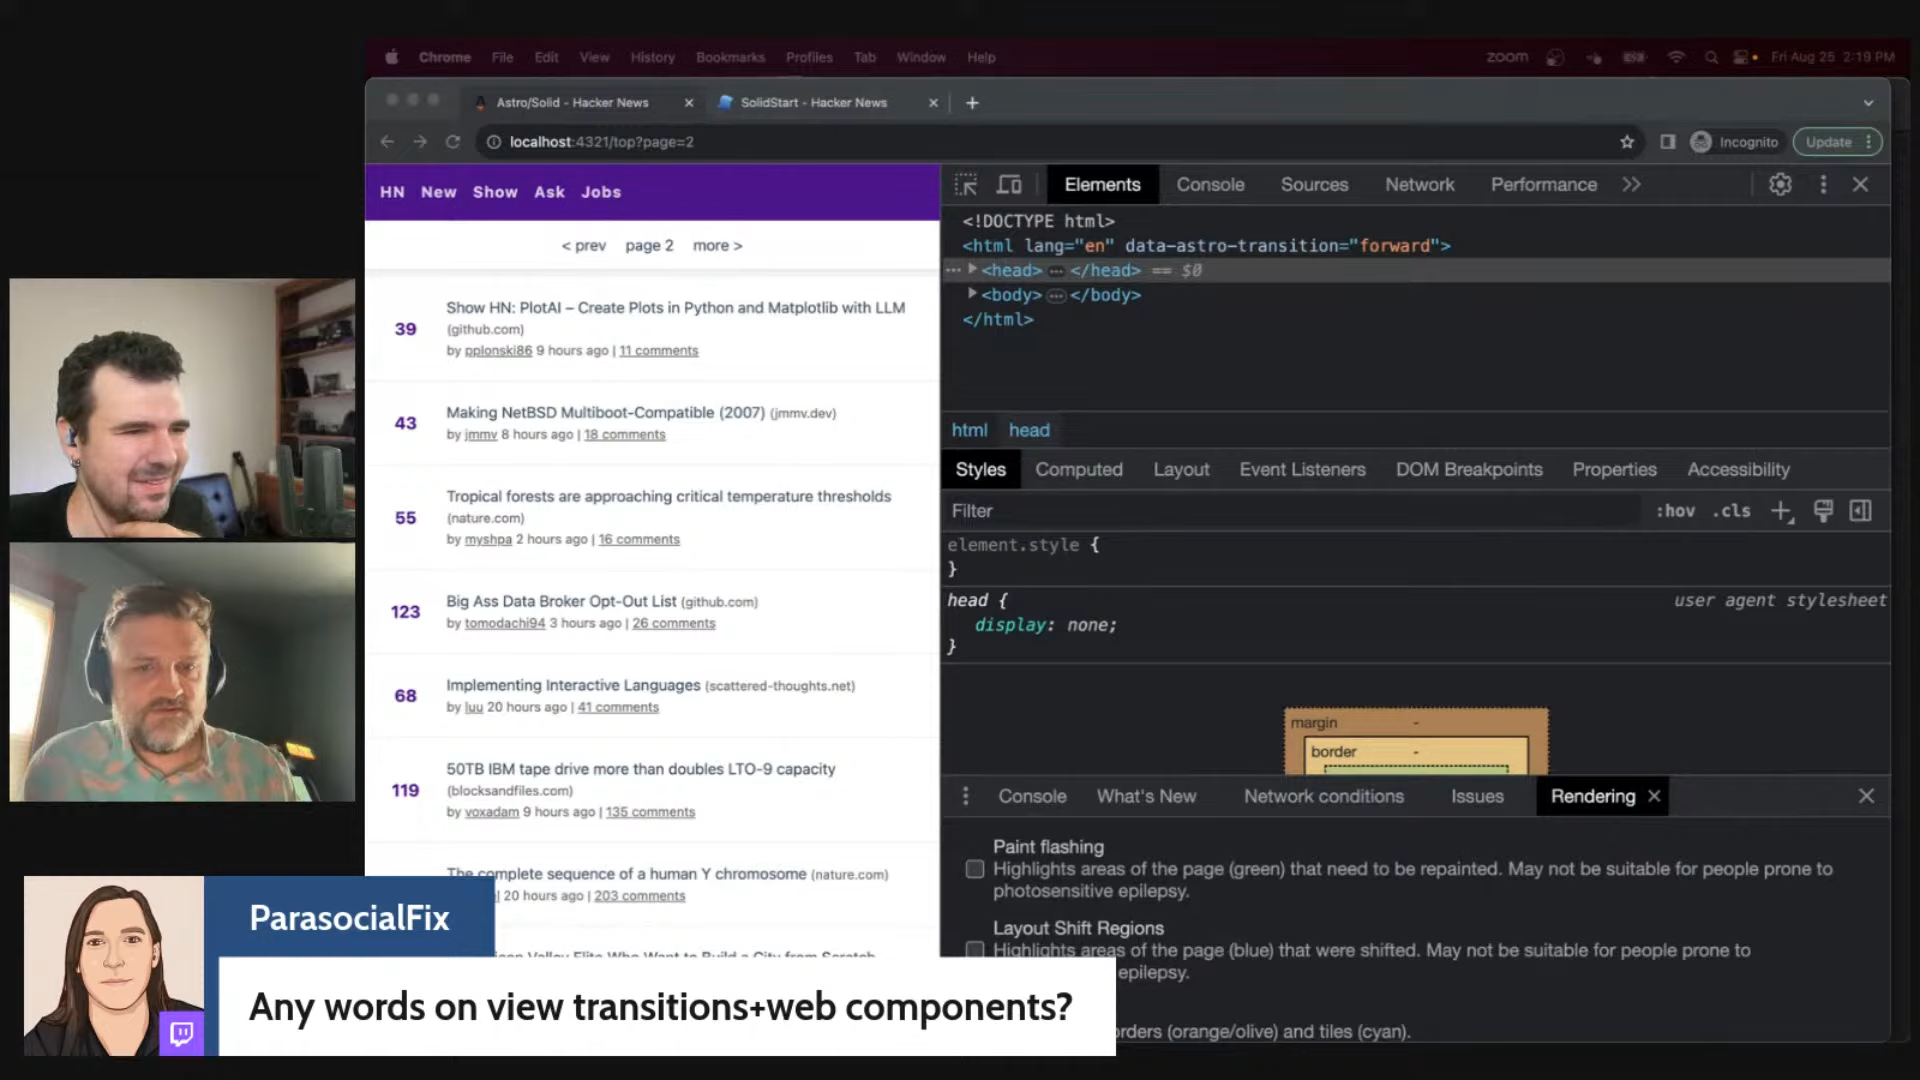 Chrome File Edit View History Bookmarks Profiles Tab Window Help
zoom Fri Aug 25 2:19 PM
Astro/Solid - Hacker News
SolidStart - Hacker News
localhost:4321/top?page=2
Incognito
Update
HN New Show Ask Jobs
< prev page 2 more >
Show HN: PlotAI – Create Plots in Python and Matplotlib with LLM
39
(github.com)
by pplonski86 9 hours ago | 11 comments
Making NetBSD Multiboot-Compatible (2007) (jmmv.dev)
43
by jmmv 8 hours ago | 18 comments
Tropical forests are approaching critical temperature thresholds
55
(nature.com)
by myshpa 2 hours ago | 16 comments
Big Ass Data Broker Opt-Out List (github.com)
123
by tomodachi94 3 hours ago | 26 comments
Implementing Interactive Languages (scattered-thoughts.net)
68
by luu 20 hours ago | 41 comments
50TB IBM tape drive more than doubles LTO-9 capacity
119
(blocksandfiles.com)
by voxadam 9 hours ago | 135 comments
The complete sequence of a human Y chromosome (nature.com)
20 hours ago | 203 comments
Valley Elite Who Want to Build a City from Scratch
Elements Console Sources Network Performance
<!DOCTYPE html>
<html lang="en" data-astro-transition="forward">
<head> … </head> == $0
<body> … </body>
</html>
html head
Styles Computed Layout Event Listeners DOM Breakpoints Properties Accessibility
Filter :hov .cls
element.style {
}
head { user agent stylesheet
display: none;
}
margin -
border -
Console What's New Network conditions Issues Rendering
Paint flashing
Highlights areas of the page (green) that need to be repainted. May not be suitable for people prone to
photosensitive epilepsy.
Layout Shift Regions
Highlights areas of the page (blue) that were shifted. May not be suitable for people prone to
epilepsy.
(orange/olive) and tiles (cyan).
ParasocialFix
Any words on view transitions+web components?